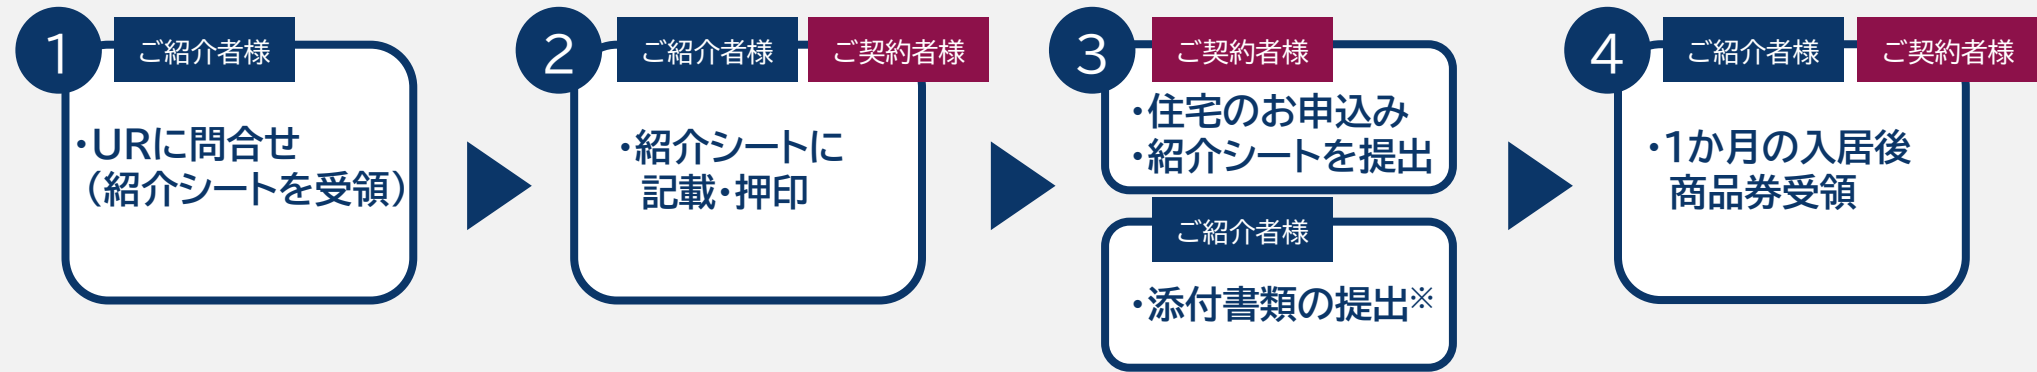 1
ご紹介者様
・URに問合せ
（紹介シートを受領）
2
ご紹介者様
ご契約者様
・紹介シートに
記載・押印
3
ご契約者様
・住宅のお申込み
・紹介シートを提出
ご紹介者様
・添付書類の提出※
4
ご紹介者様
ご契約者様
・1か月の入居後
商品券受領